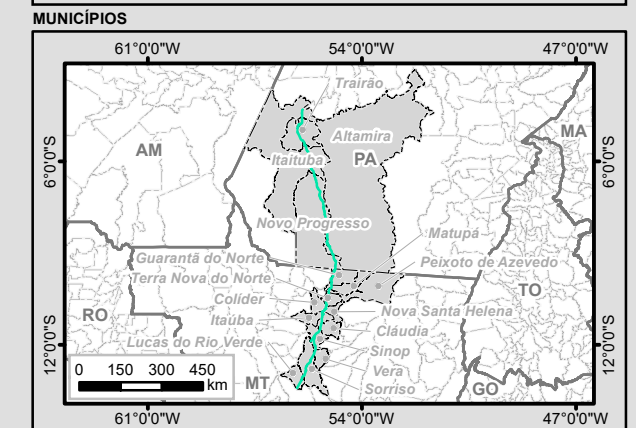 MUNICÍPIOS
61°0'0"W 54°0'0"W 47°0'0"W
Trairão
MA
AM
Altamira
6°0'0"S
Itaituba
PA
6°0'0"S
Novo Progresso
Matupá
Guarantã do Norte
Peixoto de Azevedo
Terra Nova do Norte
TO
Colíder
Nova Santa Helena
RO
Itaúba
Cláudia
Lucas do Rio Verde
Sinop
12°0'0"S
12°0'0"S
Vera
0 150 300 450
km
MT
Sorriso
GO
61°0'0"W 54°0'0"W 47°0'0"W